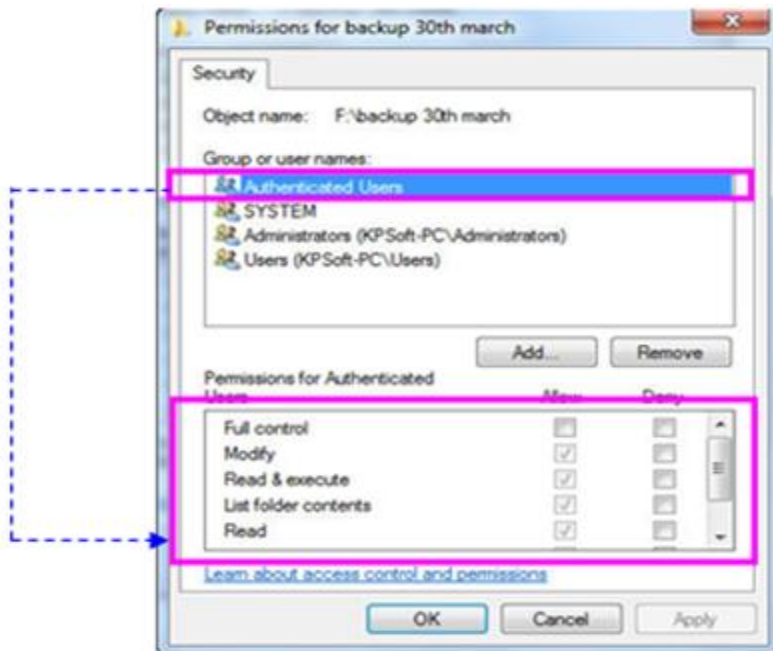 Permissions for backup 30th march
Security
Object name: F:\backup 30th march
Group or user names:
Authenticated Users
SYSTEM
Administrators (KPSoft-PC\Administrators)
Users (KPSoft-PC\Users)
Add... Remove
Permissions for Authenticated
Users Allow Deny
Full control
Modify
Read & execute
List folder contents
Read
Learn about access control and permissions
OK Cancel Apply